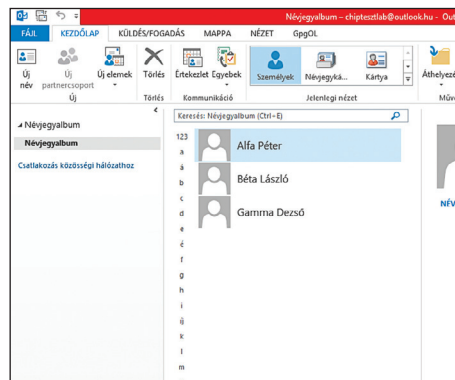 Névjegyalbum – chiptesztlab@outlook.hu - Out
FÁJL KEZDŐLAP KÜLDÉS/FOGADÁS MAPPA NÉZET GpgOL
Új név
Új partnercsoport
Új elemek
Törlés
Értekezlet
Egyebek
Személyek
Névjegyká...
Kártya
Áthelyezé
Új Törlés Kommunikáció Jelenlegi nézet Műve
Névjegyalbum
Névjegyalbum
Csatlakozás közösségi hálózathoz
Keresés: Névjegyalbum (Ctrl+E)
123
a
á
b
c
d
e
é
f
g
h
i
j
k
l
m
Alfa Péter
Béta László
Gamma Dezső
NÉV